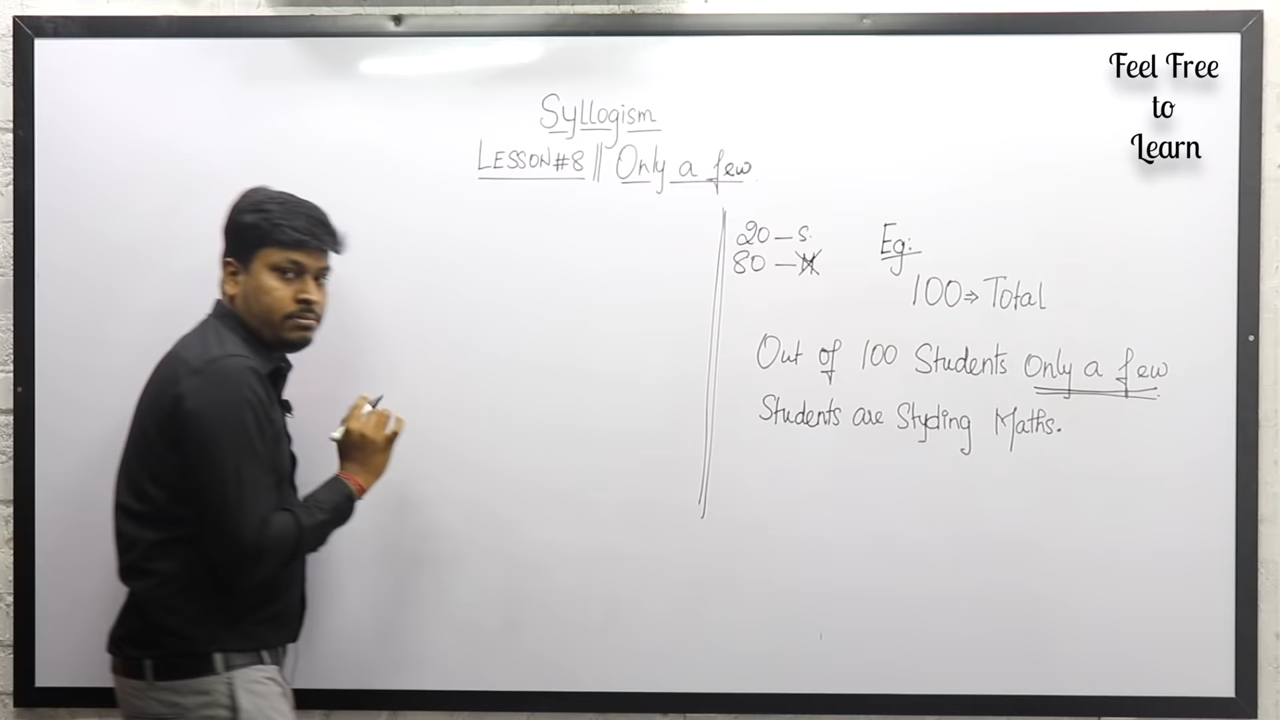 Feel Free
to
Learn
Syllogism
LESSON#8 || Only a few
20 - S.
80 -
Eg:
100 ⇒ Total
Out of 100 Students Only a few
Students are Styding Maths.